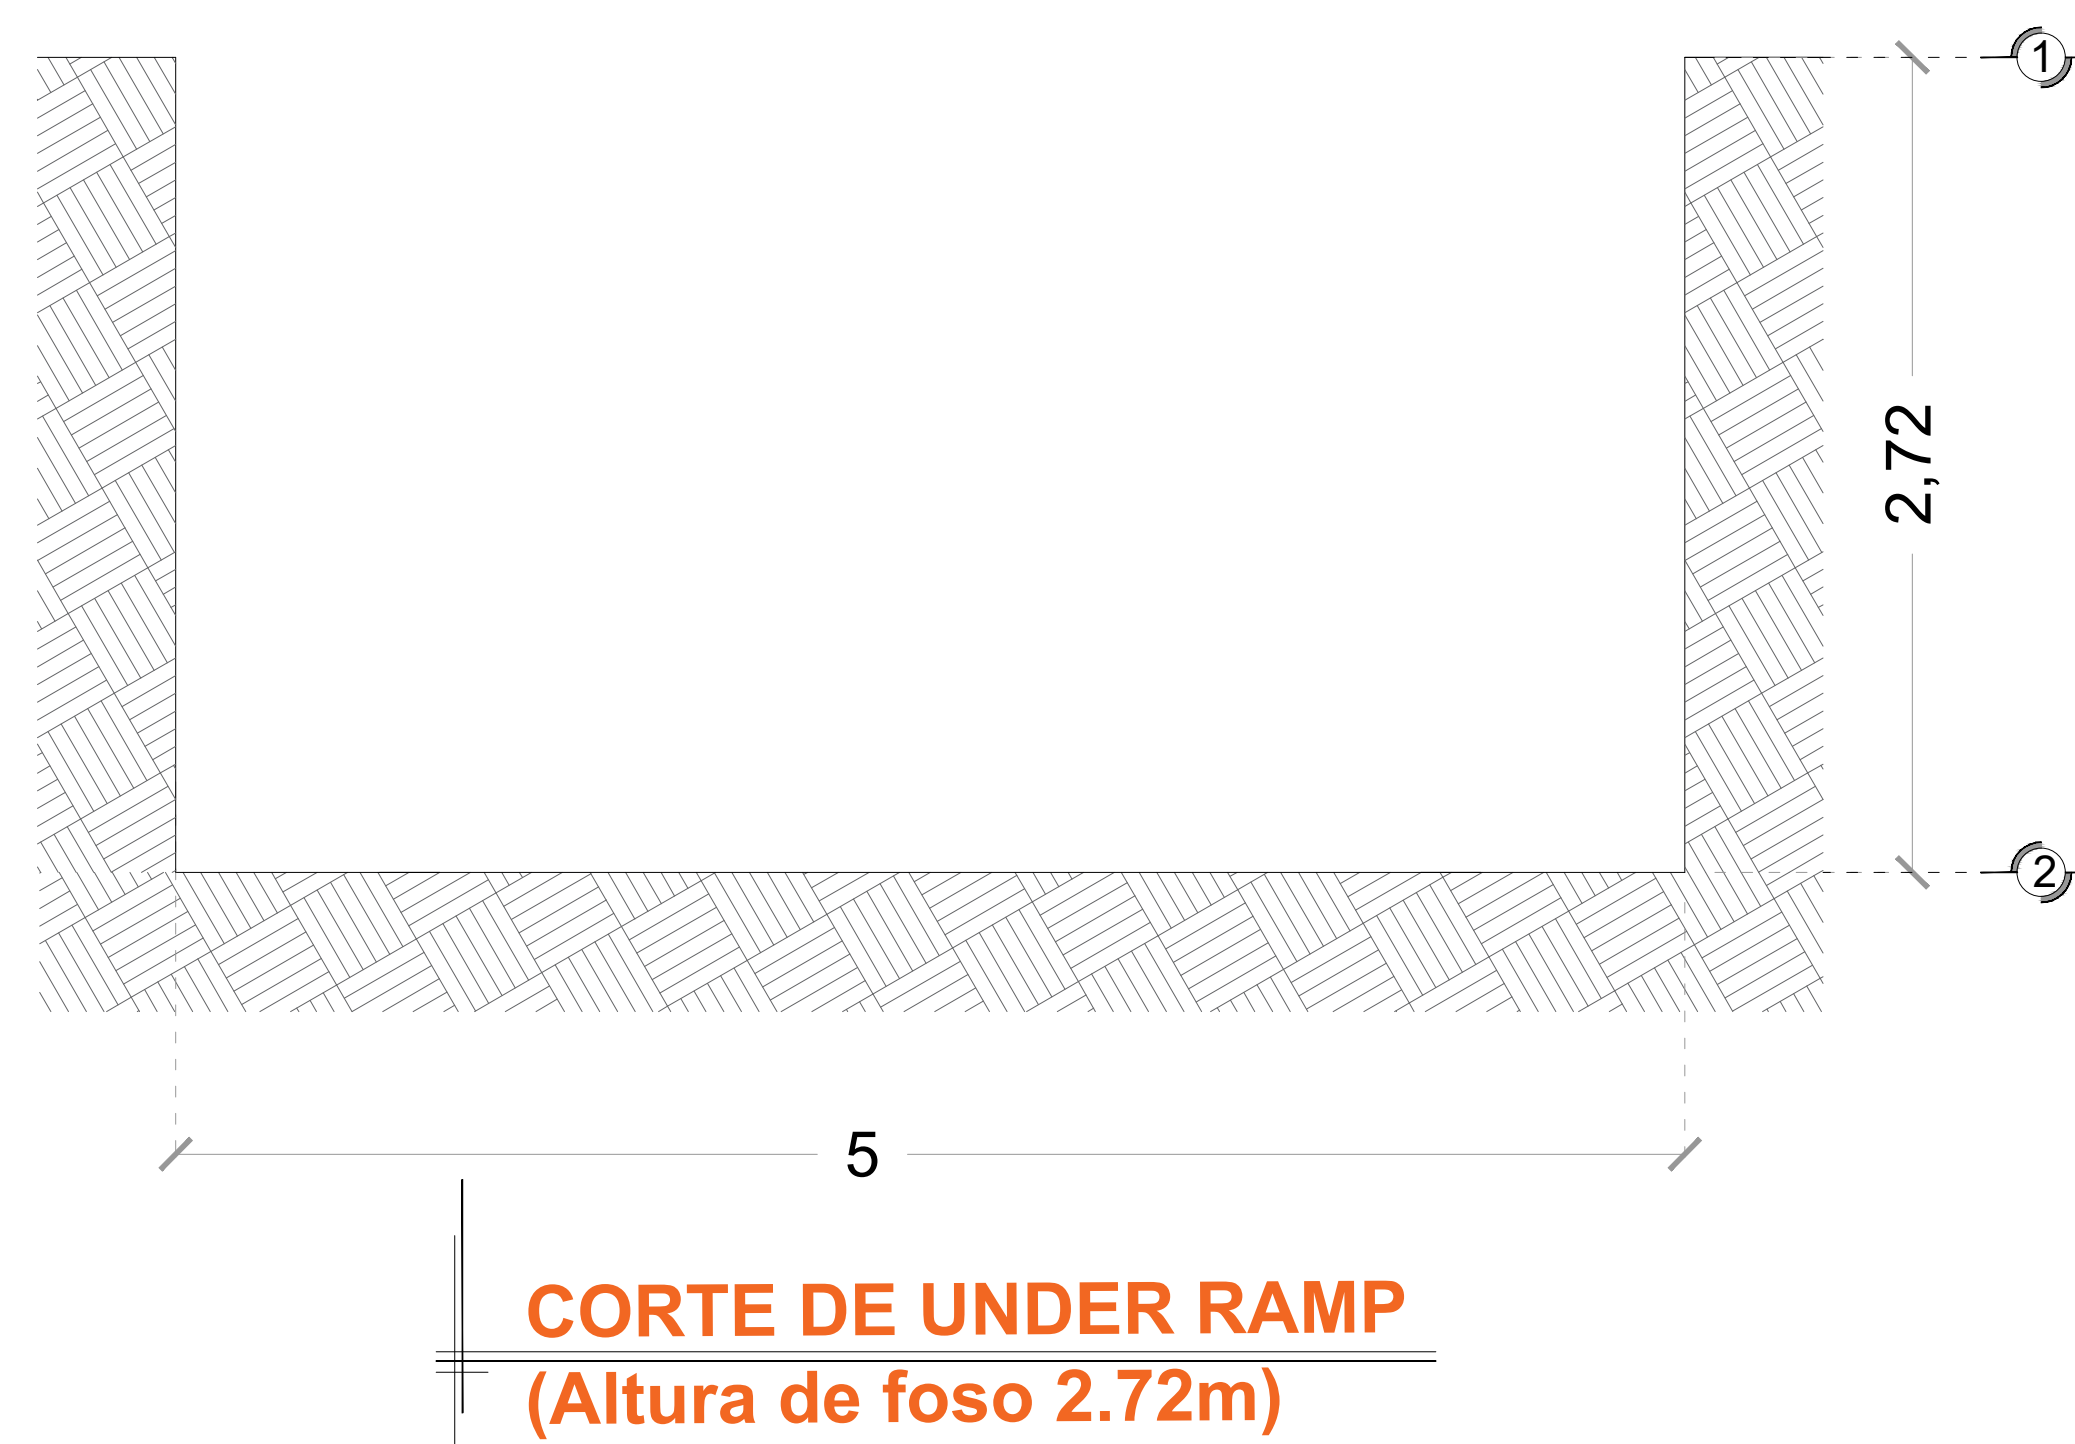 1
2,72
2
5
CORTE DE UNDER RAMP
(Altura de foso 2.72m)